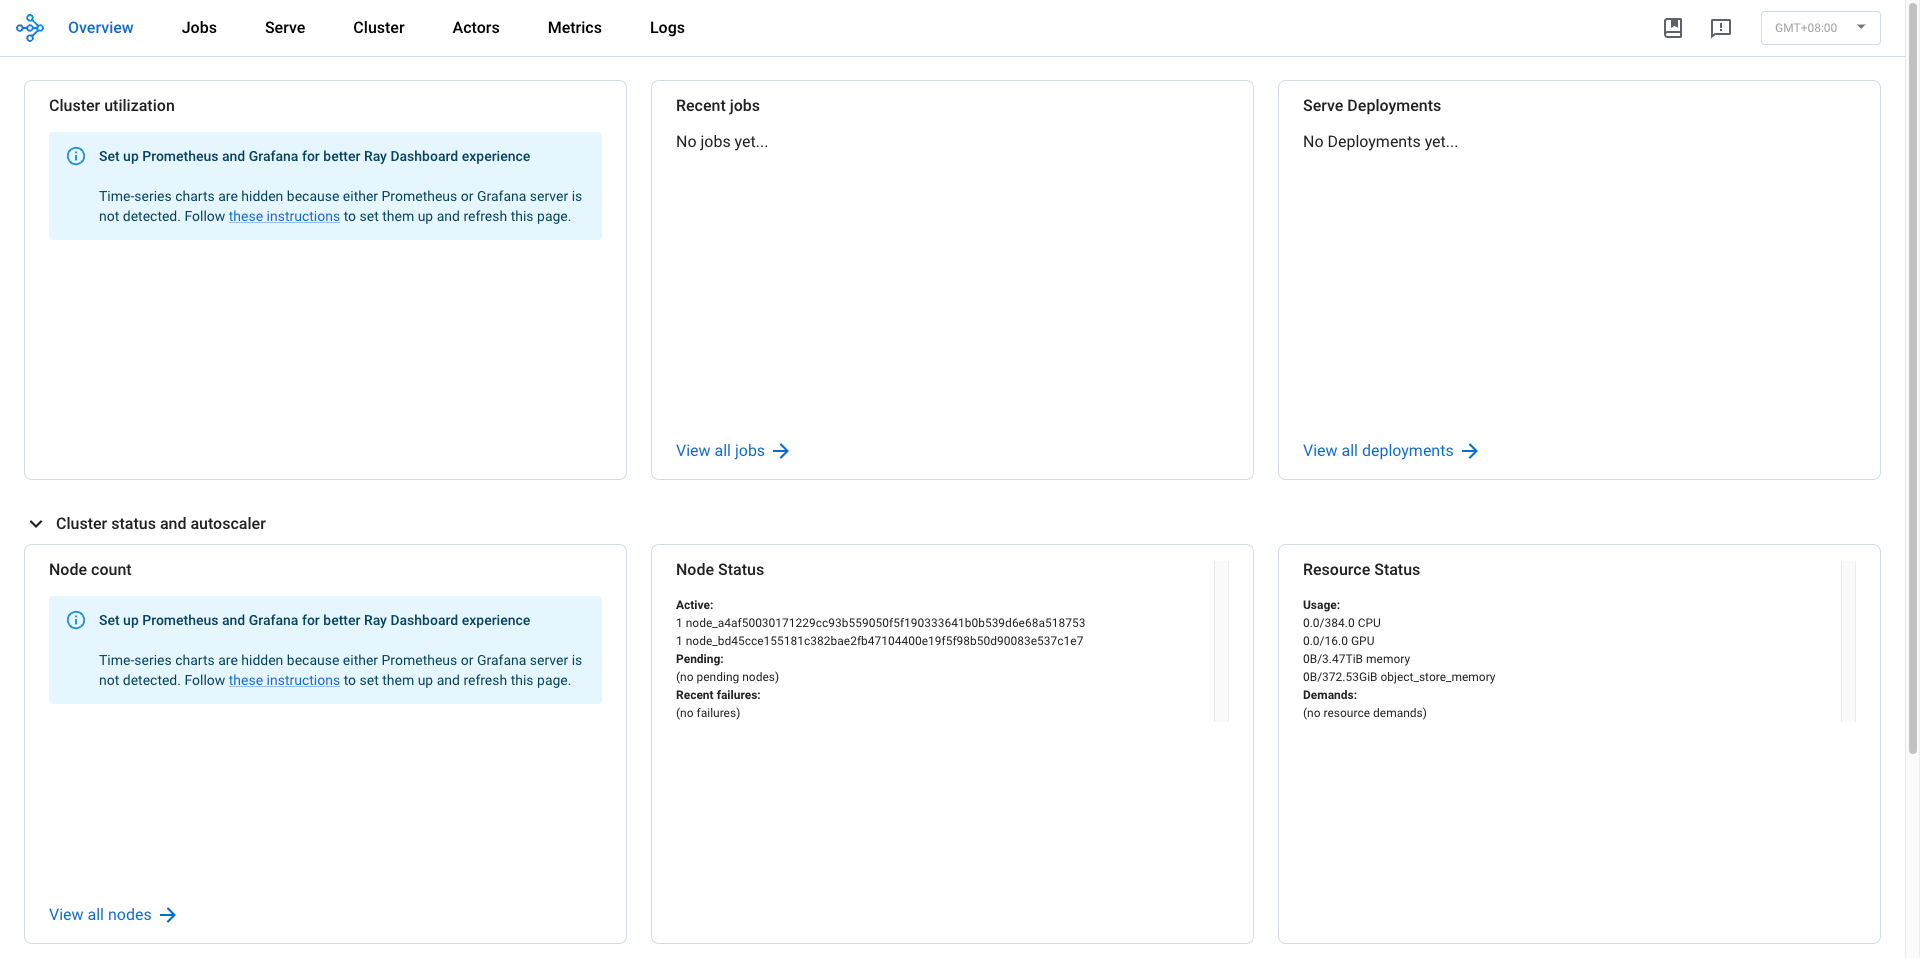 Overview Jobs Serve Cluster Actors Metrics Logs GMT+08:00
Cluster utilization
Set up Prometheus and Grafana for better Ray Dashboard experience
Time-series charts are hidden because either Prometheus or Grafana server is
not detected. Follow these instructions to set them up and refresh this page.
Recent jobs
No jobs yet...
View all jobs
Serve Deployments
No Deployments yet...
View all deployments
Cluster status and autoscaler
Node count
Set up Prometheus and Grafana for better Ray Dashboard experience
Time-series charts are hidden because either Prometheus or Grafana server is
not detected. Follow these instructions to set them up and refresh this page.
View all nodes
Node Status
Active:
1 node_a4af50030171229cc93b559050f5f190333641b0b539d6e68a518753
1 node_bd45cce155181c382bae2fb47104400e19f5f98b50d90083e537c1e7
Pending:
(no pending nodes)
Recent failures:
(no failures)
Resource Status
Usage:
0.0/384.0 CPU
0.0/16.0 GPU
0B/3.47TiB memory
0B/372.53GiB object_store_memory
Demands:
(no resource demands)